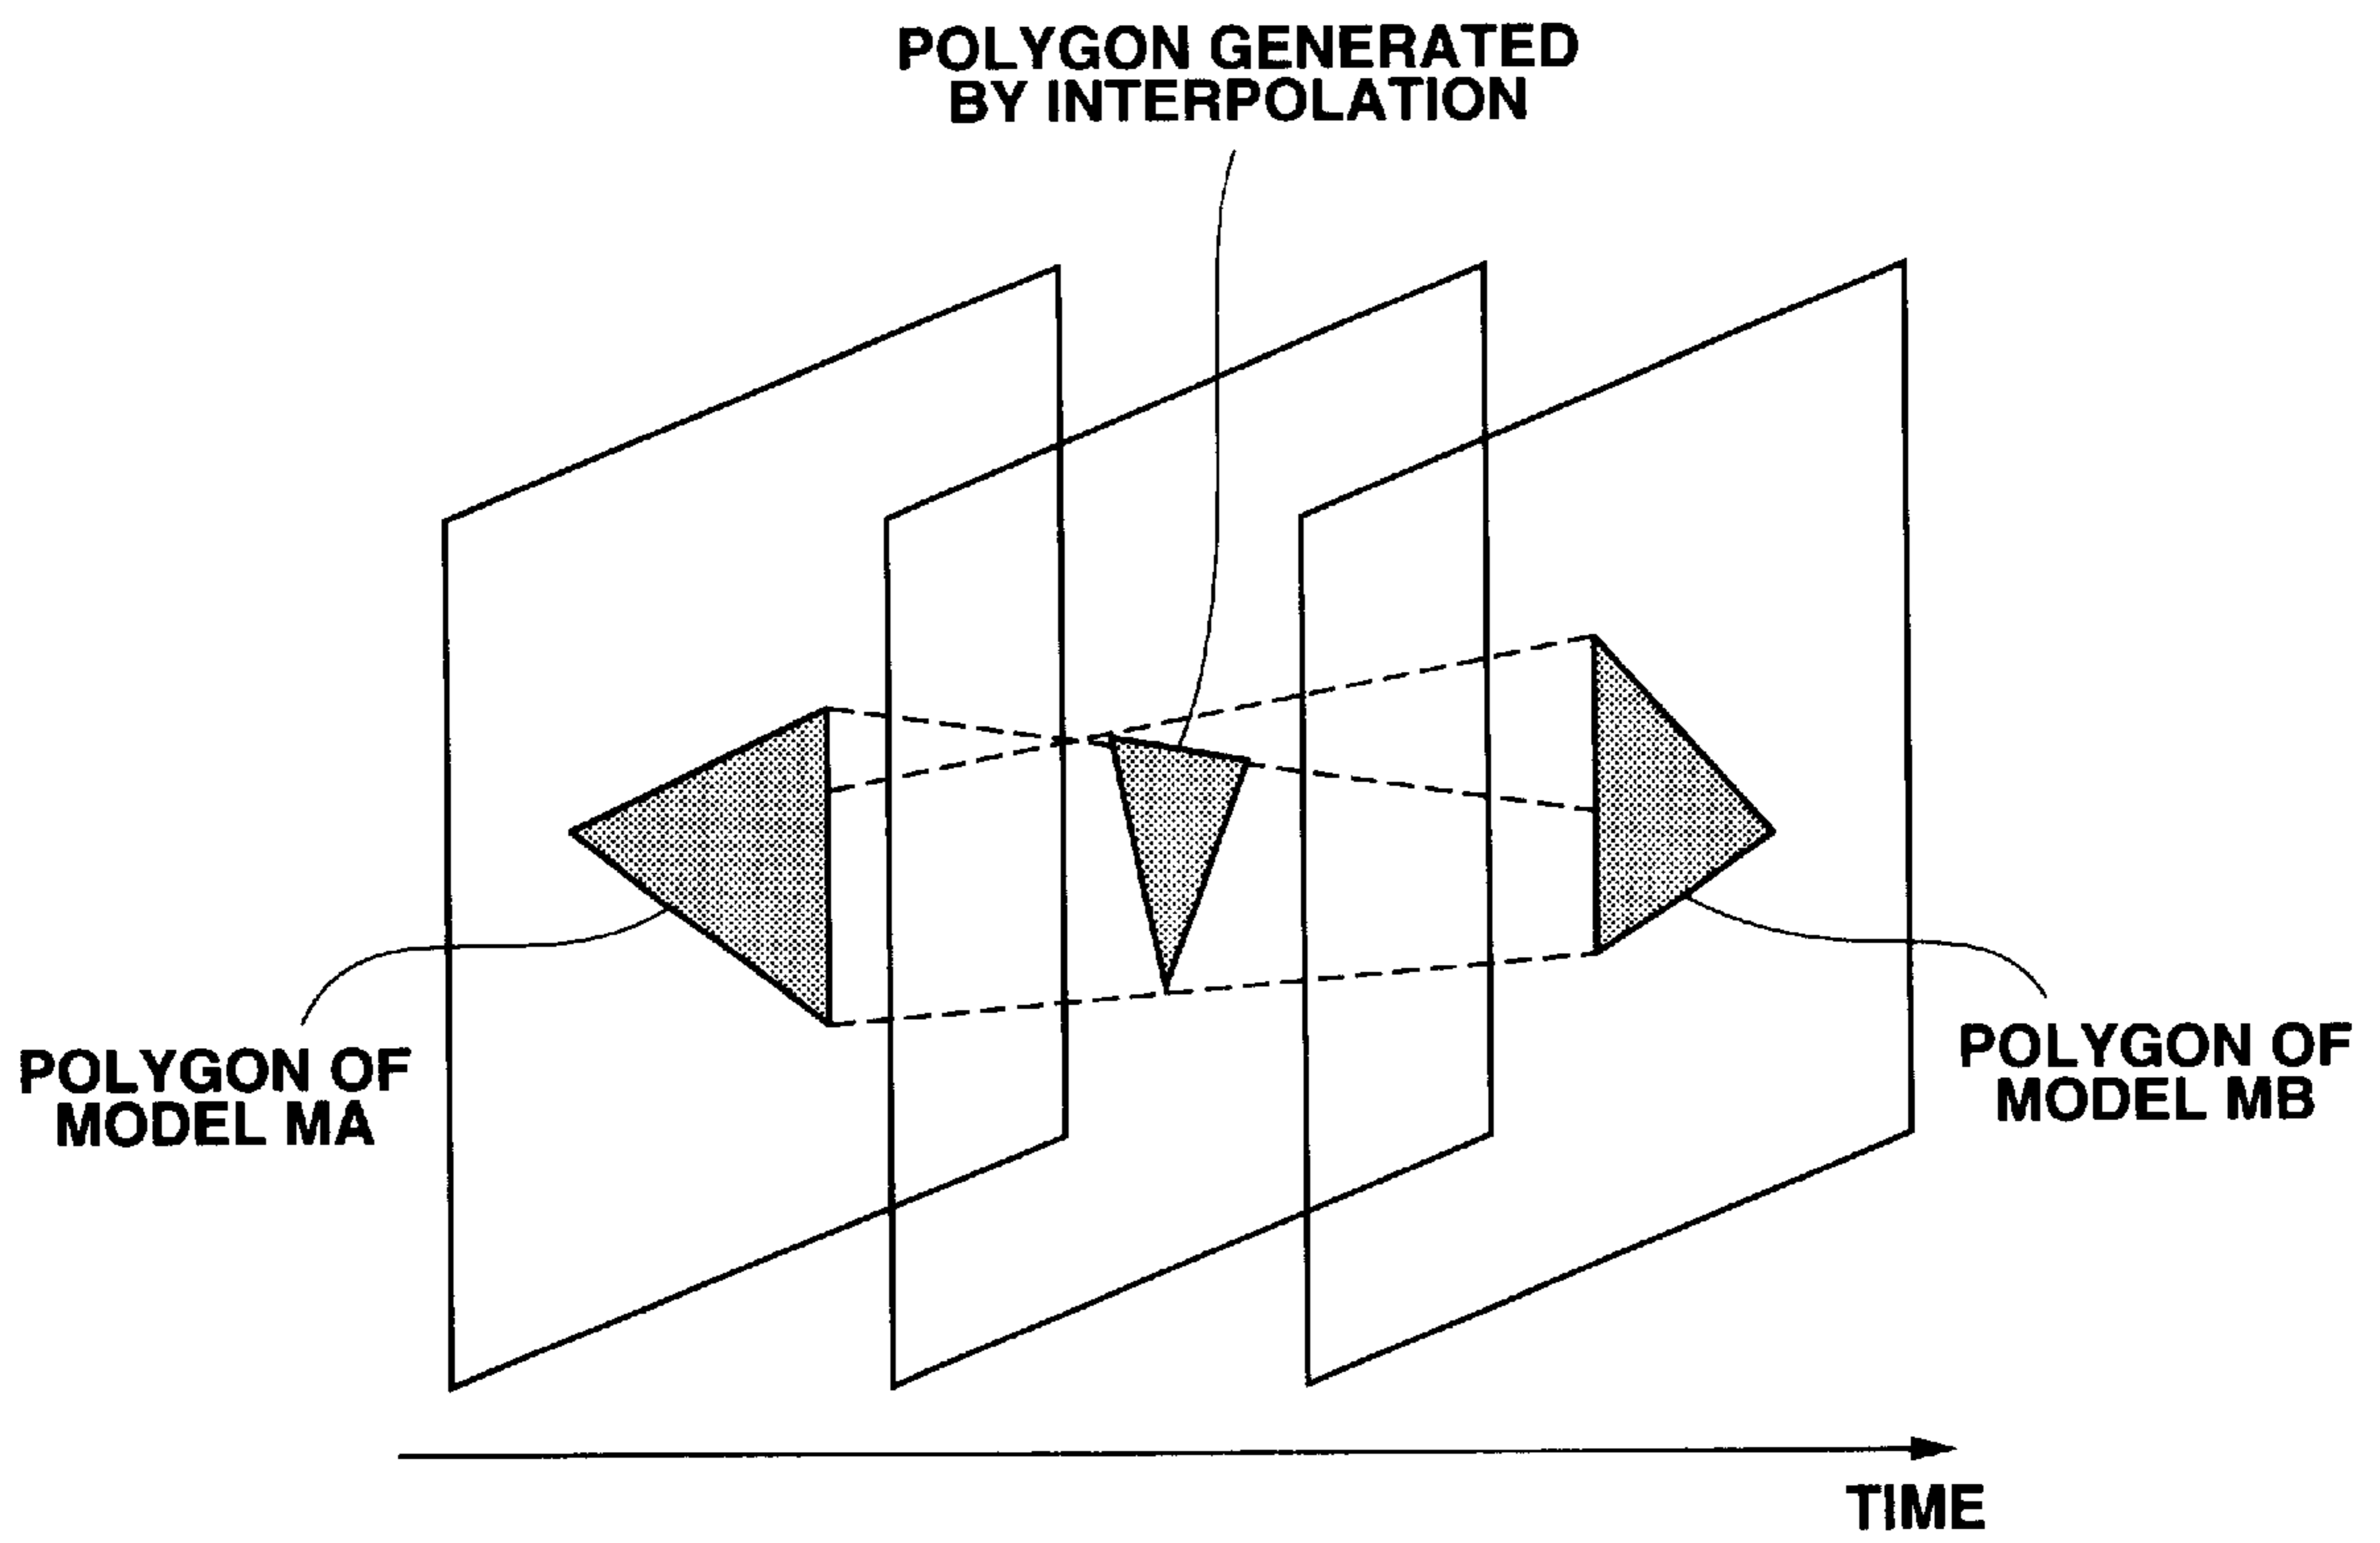 POLYGON GENERATED
BY INTERPOLATION
POLYGON OF
MODEL MA
POLYGON OF
MODEL MB
TIME